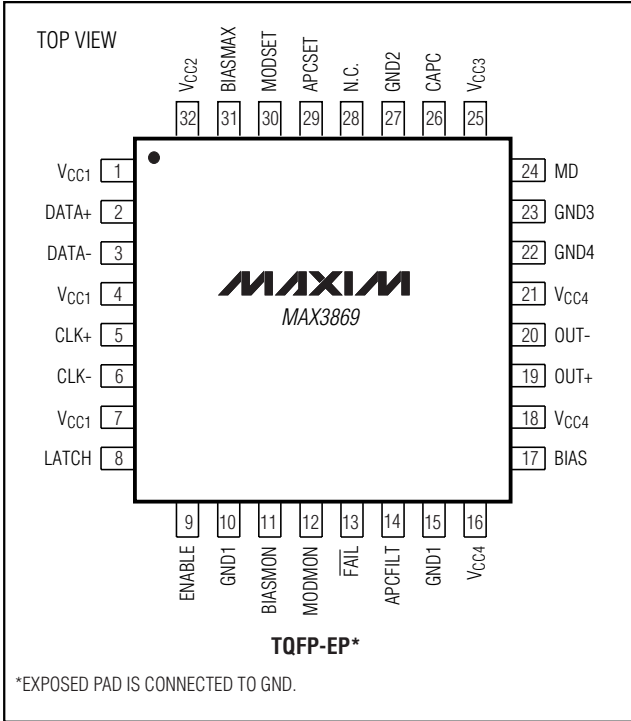 TOP VIEW
VCC2
BIASMAX
MODSET
APCSET
N.C.
GND2
CAPC
VCC3
32 31 30 29 28 27 26 25
VCC1 1
DATA+ 2
DATA- 3
VCC1 4
CLK+ 5
CLK- 6
VCC1 7
LATCH 8
MAXIM
MAX3869
24 MD
23 GND3
22 GND4
21 VCC4
20 OUT-
19 OUT+
18 VCC4
17 BIAS
9 10 11 12 13 14 15 16
ENABLE
GND1
BIASMON
MODMON
FAIL
APCFILT
GND1
VCC4
TQFP-EP*
*EXPOSED PAD IS CONNECTED TO GND.